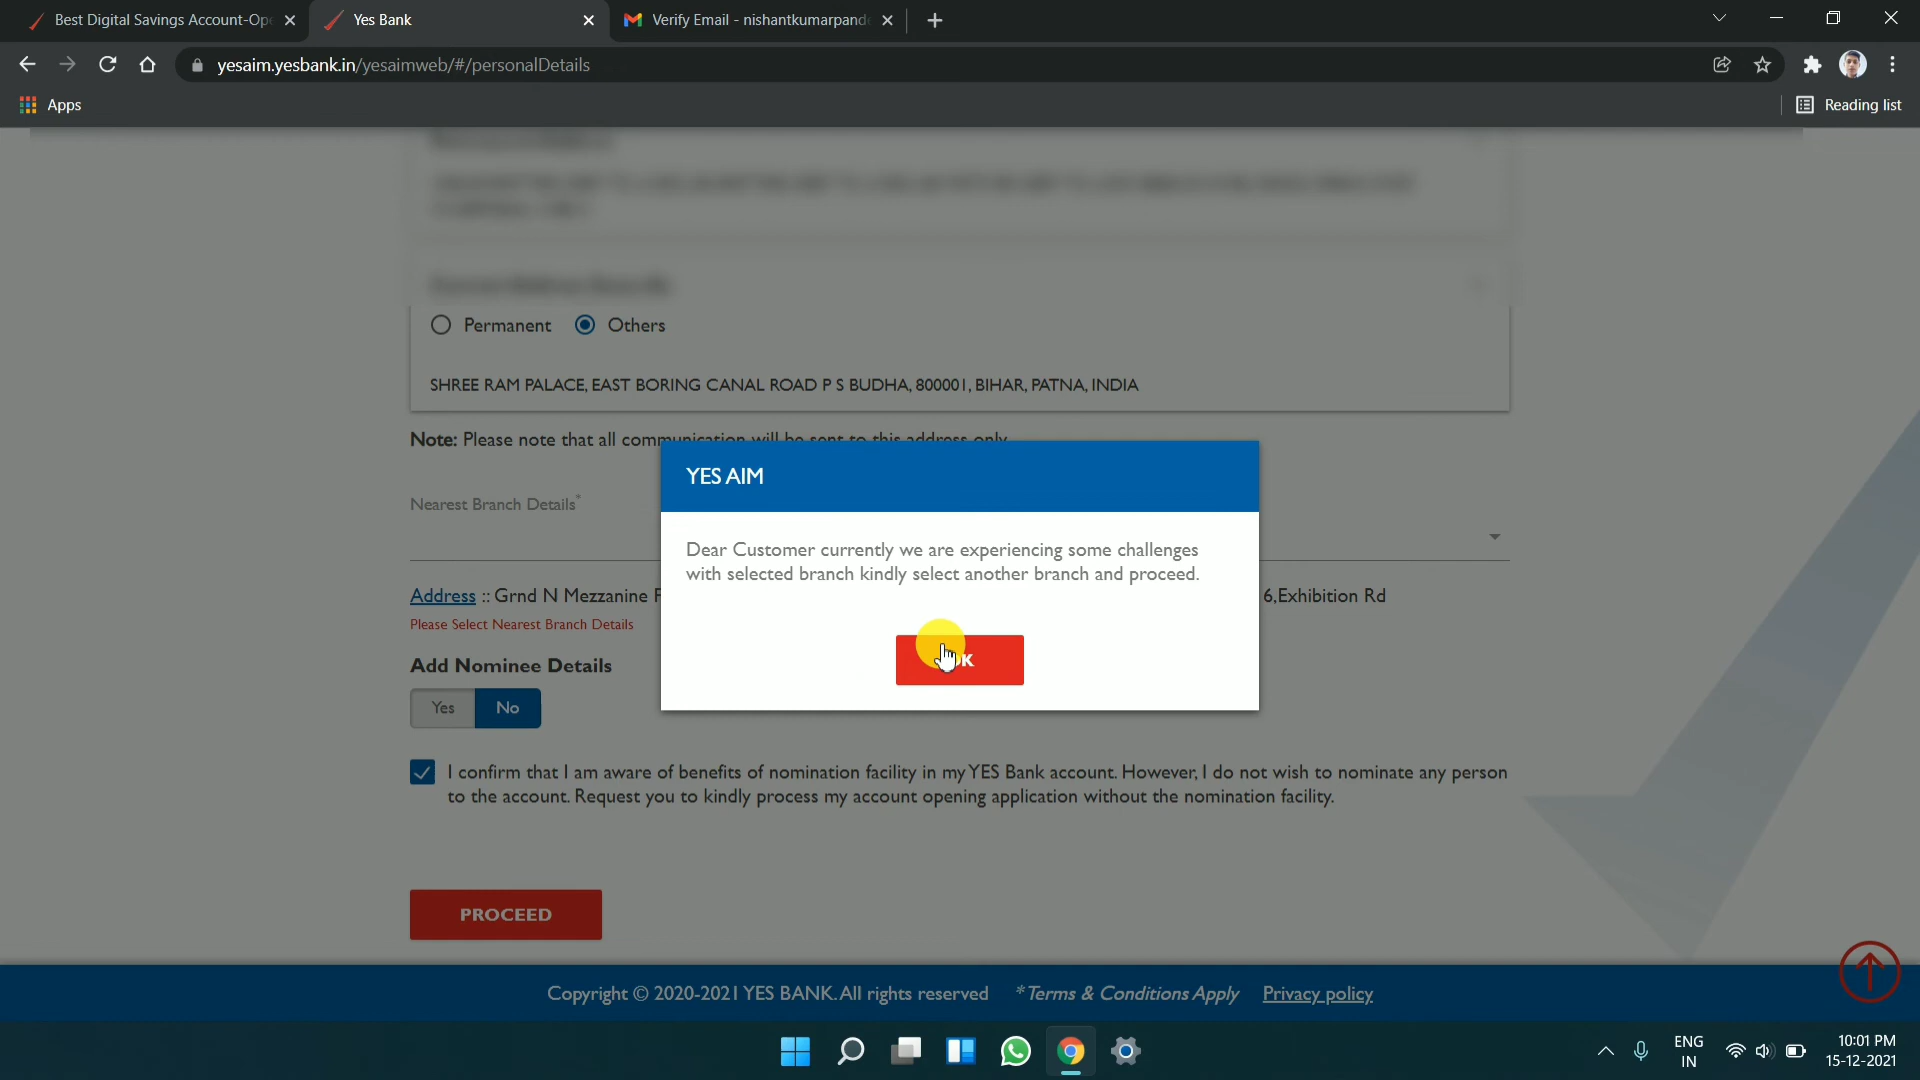 Best Digital Savings Account-Ope
Yes Bank
Verify Email - nishantkumarpande
yesaim.yesbank.in/yesaimweb/#/personalDetails
Apps
Reading list
Permanent Others
SHREE RAM PALACE, EAST BORING CANAL ROAD P S BUDHA, 800001, BIHAR, PATNA, INDIA
Note: Please note that all communication will be sent to this address only
YES AIM
Nearest Branch Details*
Dear Customer currently we are experiencing some challenges
with selected branch kindly select another branch and proceed.
Address :: Grnd N Mezzanine F 6,Exhibition Rd
Please Select Nearest Branch Details
Add Nominee Details
Yes No
I confirm that I am aware of benefits of nomination facility in my YES Bank account. However, I do not wish to nominate any person
to the account. Request you to kindly process my account opening application without the nomination facility.
PROCEED
Copyright © 2020-2021 YES BANK. All rights reserved *Terms & Conditions Apply Privacy policy
ENG
IN
10:01 PM
15-12-2021